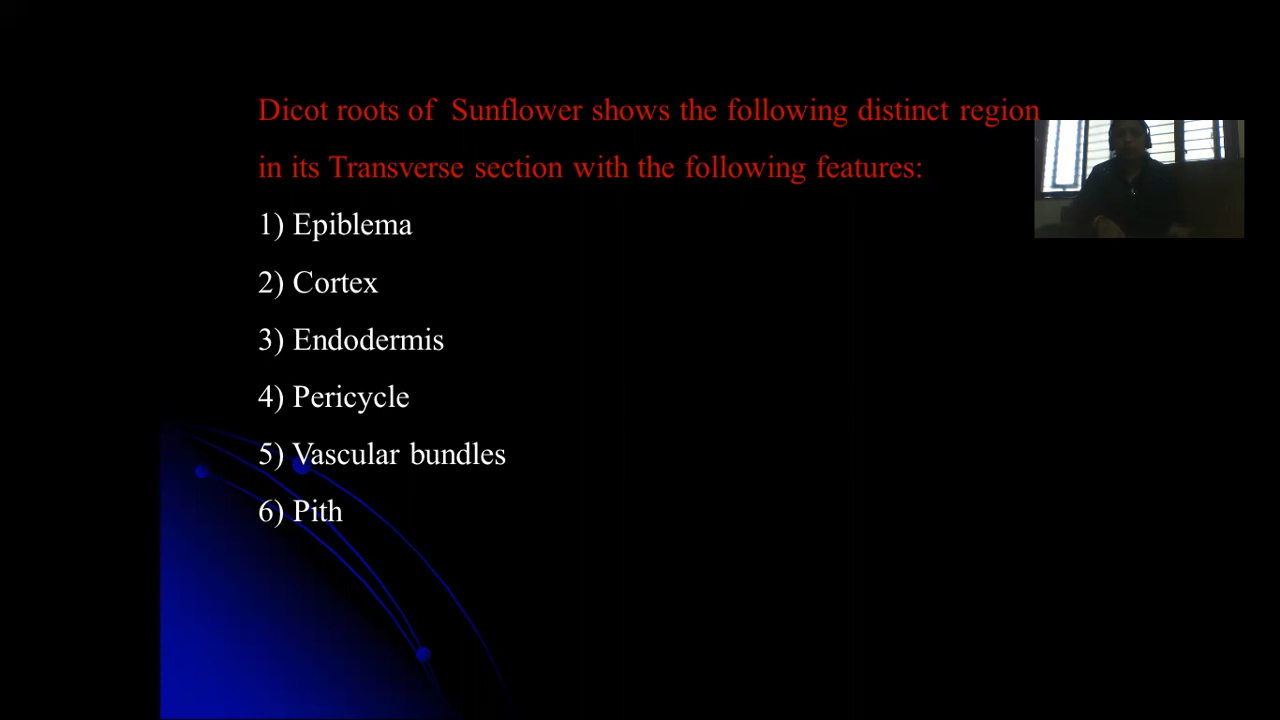 Dicot roots of Sunflower shows the following distinct region
in its Transverse section with the following features:
1) Epiblema
2) Cortex
3) Endodermis
4) Pericycle
5) Vascular bundles
6) Pith